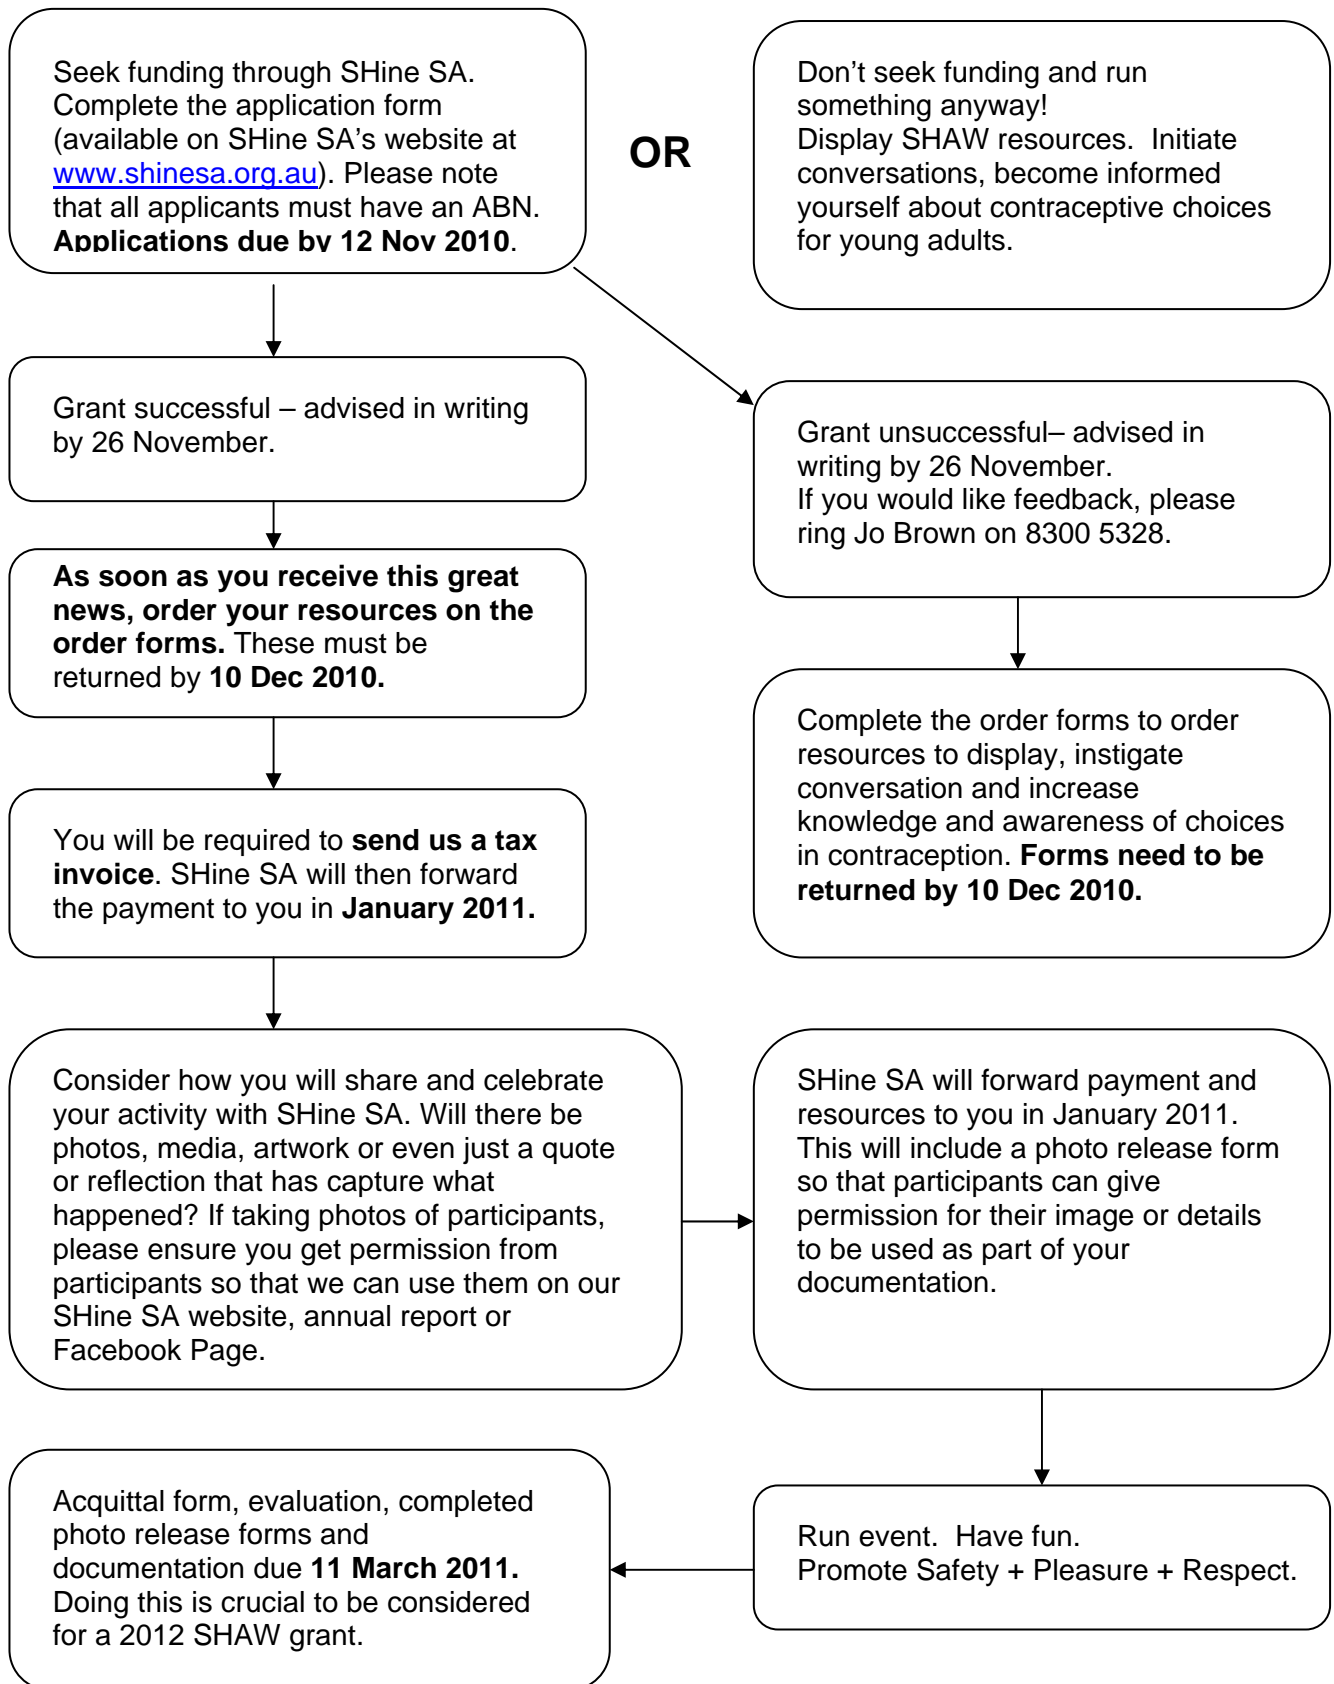 Seek funding through SHine SA.
Complete the application form
(available on SHine SA’s website at
www.shinesa.org.au). Please note
that all applicants must have an ABN.
Applications due by 12 Nov 2010.
OR
Don’t seek funding and run
something anyway!
Display SHAW resources.  Initiate
conversations, become informed
yourself about contraceptive choices
for young adults.
Grant successful – advised in writing
by 26 November.
Grant unsuccessful– advised in
writing by 26 November.
If you would like feedback, please
ring Jo Brown on 8300 5328.
As soon as you receive this great
news, order your resources on the
order forms. These must be
returned by 10 Dec 2010.
Complete the order forms to order
resources to display, instigate
conversation and increase
knowledge and awareness of choices
in contraception. Forms need to be
returned by 10 Dec 2010.
You will be required to send us a tax
invoice. SHine SA will then forward
the payment to you in January 2011.
Consider how you will share and celebrate
your activity with SHine SA. Will there be
photos, media, artwork or even just a quote
or reflection that has capture what
happened? If taking photos of participants,
please ensure you get permission from
participants so that we can use them on our
SHine SA website, annual report or
Facebook Page.
SHine SA will forward payment and
resources to you in January 2011.
This will include a photo release form
so that participants can give
permission for their image or details
to be used as part of your
documentation.
Acquittal form, evaluation, completed
photo release forms and
documentation due 11 March 2011.
Doing this is crucial to be considered
for a 2012 SHAW grant.
Run event.  Have fun.
Promote Safety + Pleasure + Respect.